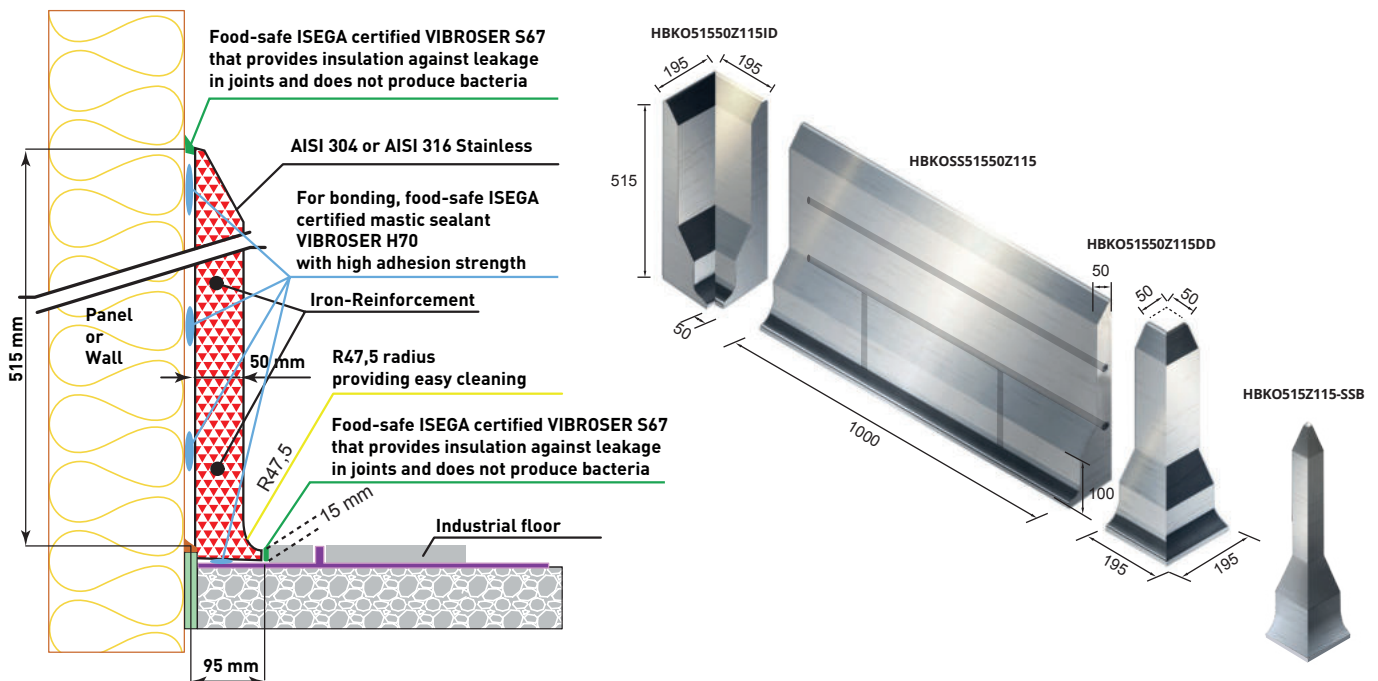 Food-safe ISEGA certified VIBROSER S67
that provides insulation against leakage
in joints and does not produce bacteria
AISI 304 or AISI 316 Stainless
For bonding, food-safe ISEGA
certified mastic sealant
VIBROSER H70
with high adhesion strength
Iron-Reinforcement
Panel
or
Wall
515 mm
50 mm
R47,5 radius
providing easy cleaning
R47,5
Food-safe ISEGA certified VIBROSER S67
that provides insulation against leakage
in joints and does not produce bacteria
15 mm
Industrial floor
95 mm
HBKO51550Z115ID
195
195
515
50
HBKOSS51550Z115
1000
100
50
HBKO51550Z115DD
50
50
195
195
HBKO515Z115-SSB